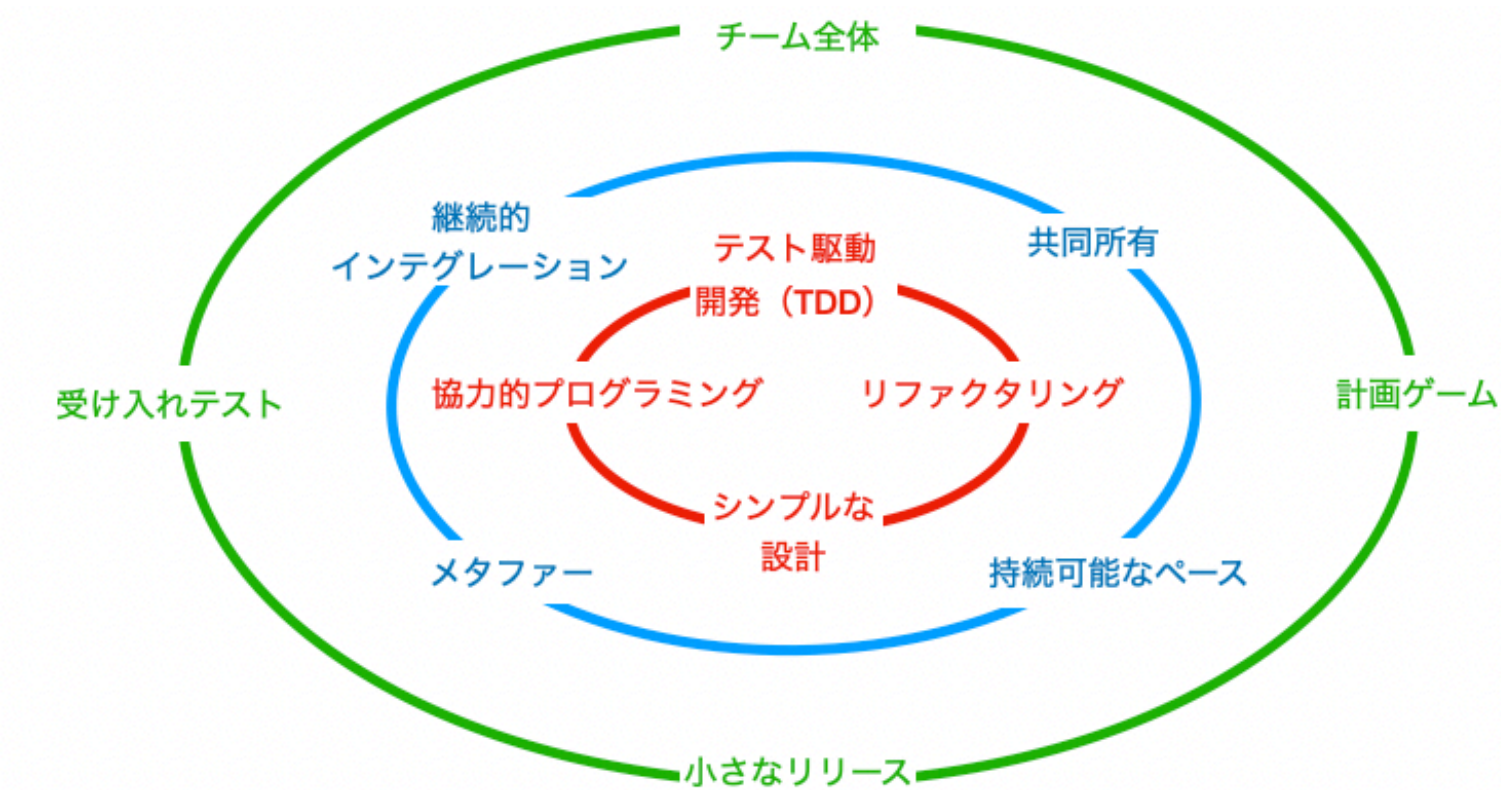 チーム全体
継続的
インテグレーション
共同所有
テスト駆動
開発（TDD）
受け入れテスト
協力的プログラミング
リファクタリング
計画ゲーム
シンプルな
設計
メタファー
持続可能なペース
小さなリリース